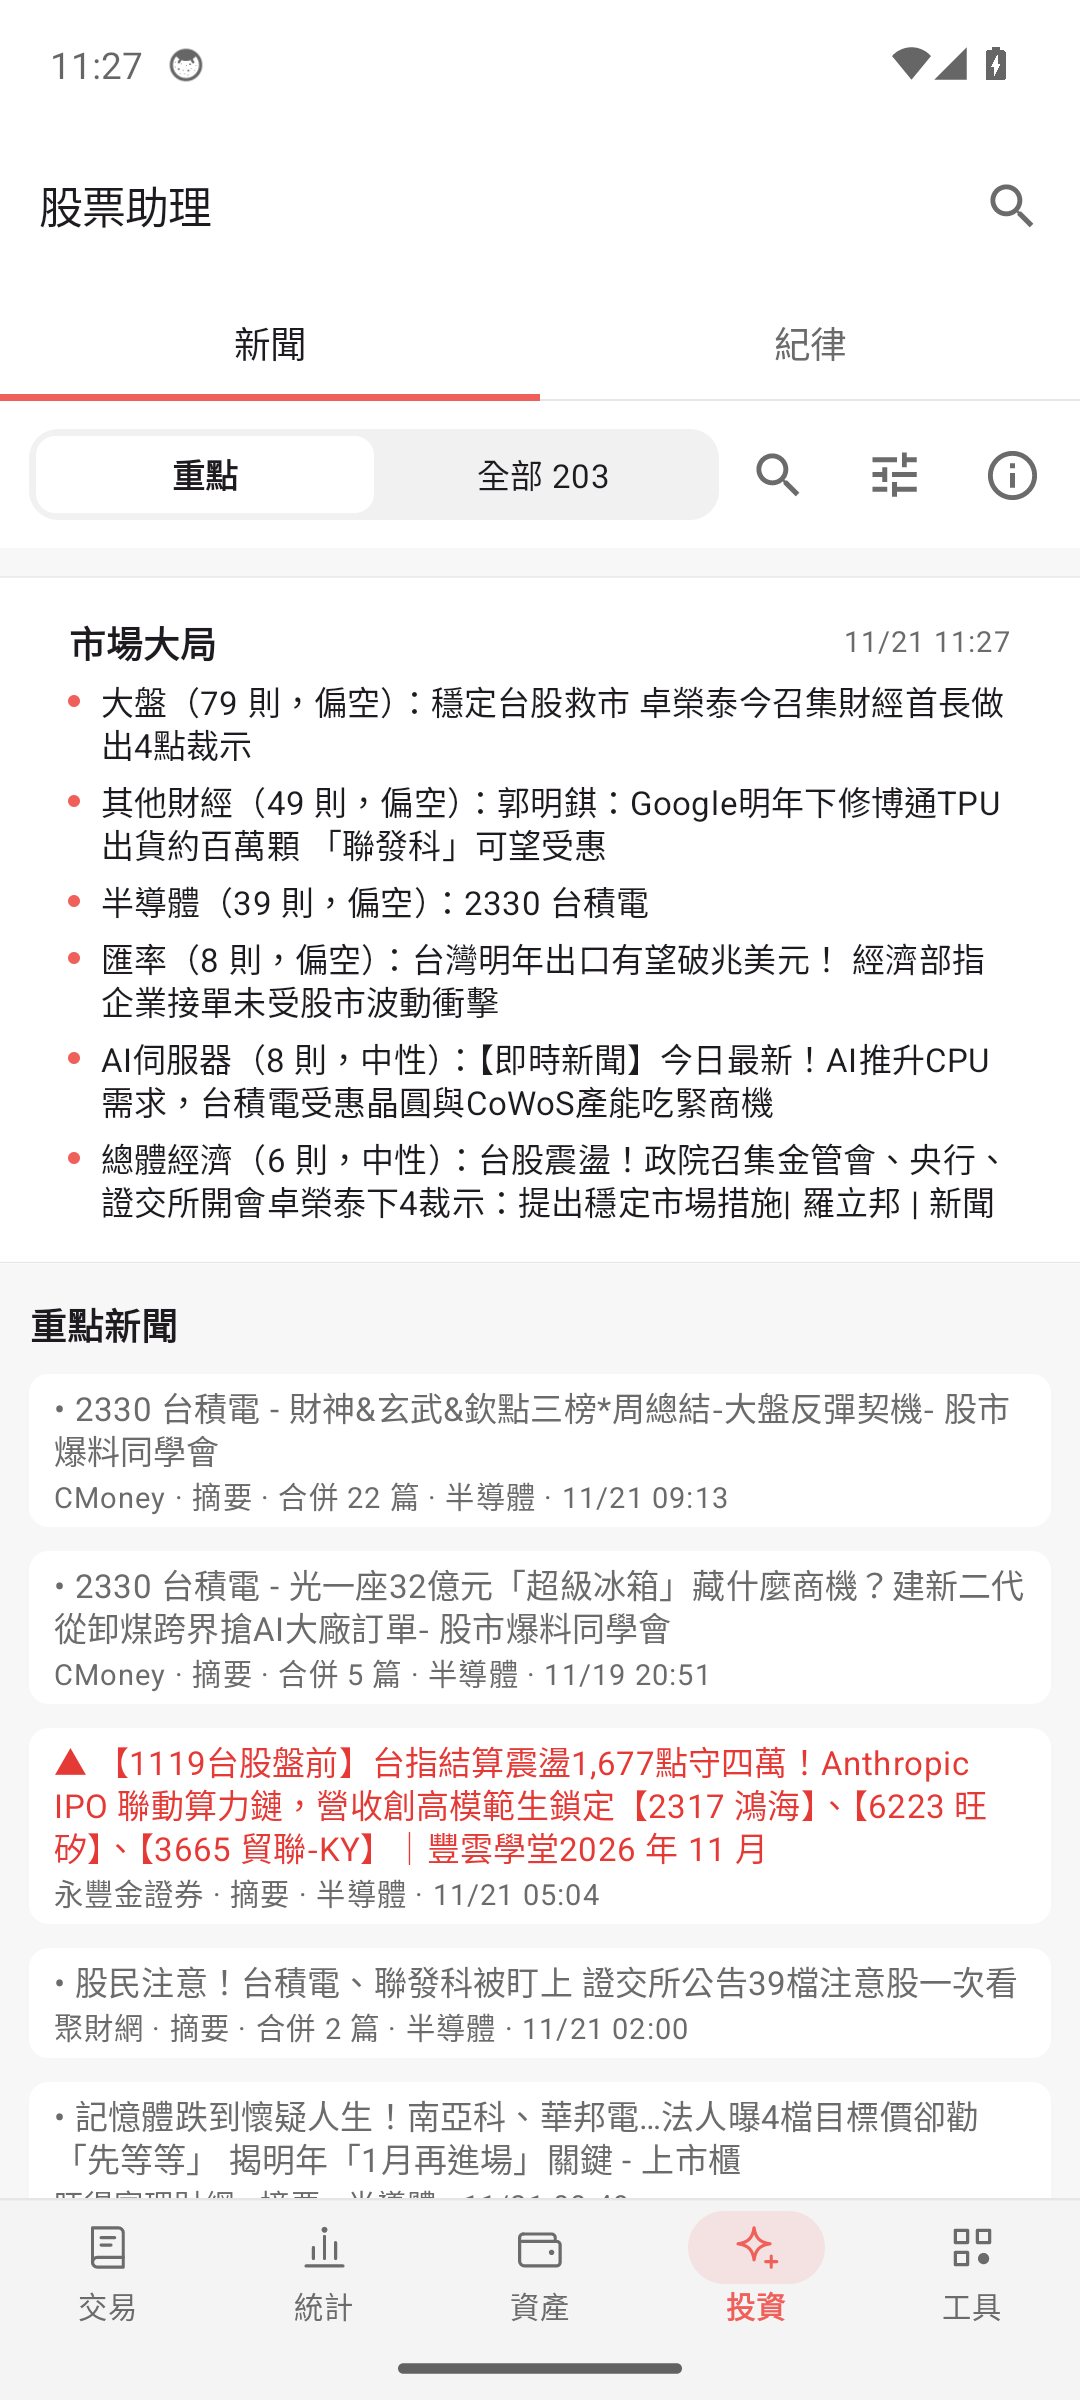 11:27
股票助理
新聞
紀律
重點
全部 203
市場大局
11/21 11:27
大盤（79 則，偏空）：穩定台股救市 卓榮泰今召集財經首長做
出4點裁示
其他財經（49 則，偏空）：郭明錤：Google明年下修博通TPU
出貨約百萬顆 「聯發科」可望受惠
半導體（39 則，偏空）：2330 台積電
匯率（8 則，偏空）：台灣明年出口有望破兆美元！ 經濟部指
企業接單未受股市波動衝擊
AI伺服器（8 則，中性）：【即時新聞】今日最新！AI推升CPU
需求，台積電受惠晶圓與CoWoS產能吃緊商機
總體經濟（6 則，中性）：台股震盪！政院召集金管會、央行、
證交所開會卓榮泰下4裁示：提出穩定市場措施| 羅立邦 | 新聞
重點新聞
• 2330 台積電 - 財神&玄武&欽點三榜*周總結-大盤反彈契機- 股市
爆料同學會
CMoney · 摘要 · 合併 22 篇 · 半導體 · 11/21 09:13
• 2330 台積電 - 光一座32億元「超級冰箱」藏什麼商機？建新二代
從卸煤跨界搶AI大廠訂單- 股市爆料同學會
CMoney · 摘要 · 合併 5 篇 · 半導體 · 11/19 20:51
▲ 【1119台股盤前】台指結算震盪1,677點守四萬！Anthropic
IPO 聯動算力鏈，營收創高模範生鎖定【2317 鴻海】、【6223 旺
矽】、【3665 貿聯-KY】｜豐雲學堂2026 年 11 月
永豐金證券 · 摘要 · 半導體 · 11/21 05:04
• 股民注意！台積電、聯發科被盯上 證交所公告39檔注意股一次看
聚財網 · 摘要 · 合併 2 篇 · 半導體 · 11/21 02:00
• 記憶體跌到懷疑人生！南亞科、華邦電...法人曝4檔目標價卻勸
「先等等」 揭明年「1月再進場」關鍵 - 上市櫃
交易
統計
資產
投資
工具